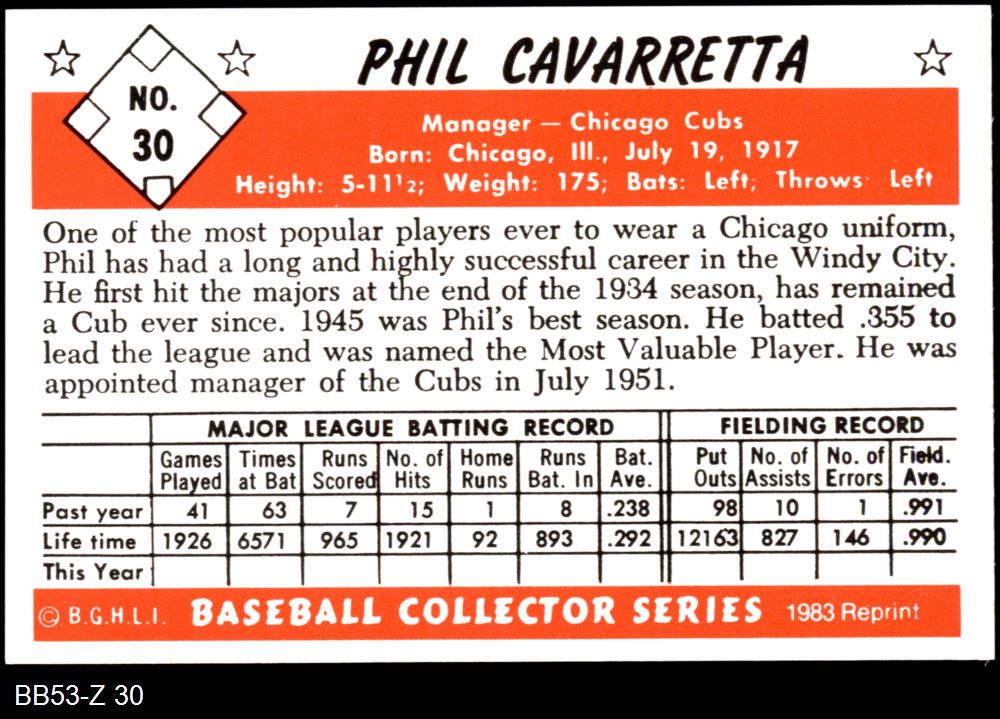 PHIL CAVARRETTA
NO.
30
Manager — Chicago Cubs
Born: Chicago, Ill., July 19, 1917
Height: 5-11½; Weight: 175; Bats: Left; Throws Left
One of the most popular players ever to wear a Chicago uniform,
Phil has had a long and highly successful career in the Windy City.
He first hit the majors at the end of the 1934 season, has remained
a Cub ever since. 1945 was Phil's best season. He batted .355 to
lead the league and was named the Most Valuable Player. He was
appointed manager of the Cubs in July 1951.
MAJOR LEAGUE BATTING RECORD FIELDING RECORD
Games Times Runs No. of Home Runs Bat. Put No. of No. of Field.
Played at Bat Scored Hits Runs Bat. In Ave. Outs Assists Errors Ave.
Past year 41 63 7 15 1 8 .238 98 10 1 .991
Life time 1926 6571 965 1921 92 893 .292 12163 827 146 .990
This Year
© B.G.H.L.I. BASEBALL COLLECTOR SERIES 1983 Reprint
BB53-Z 30